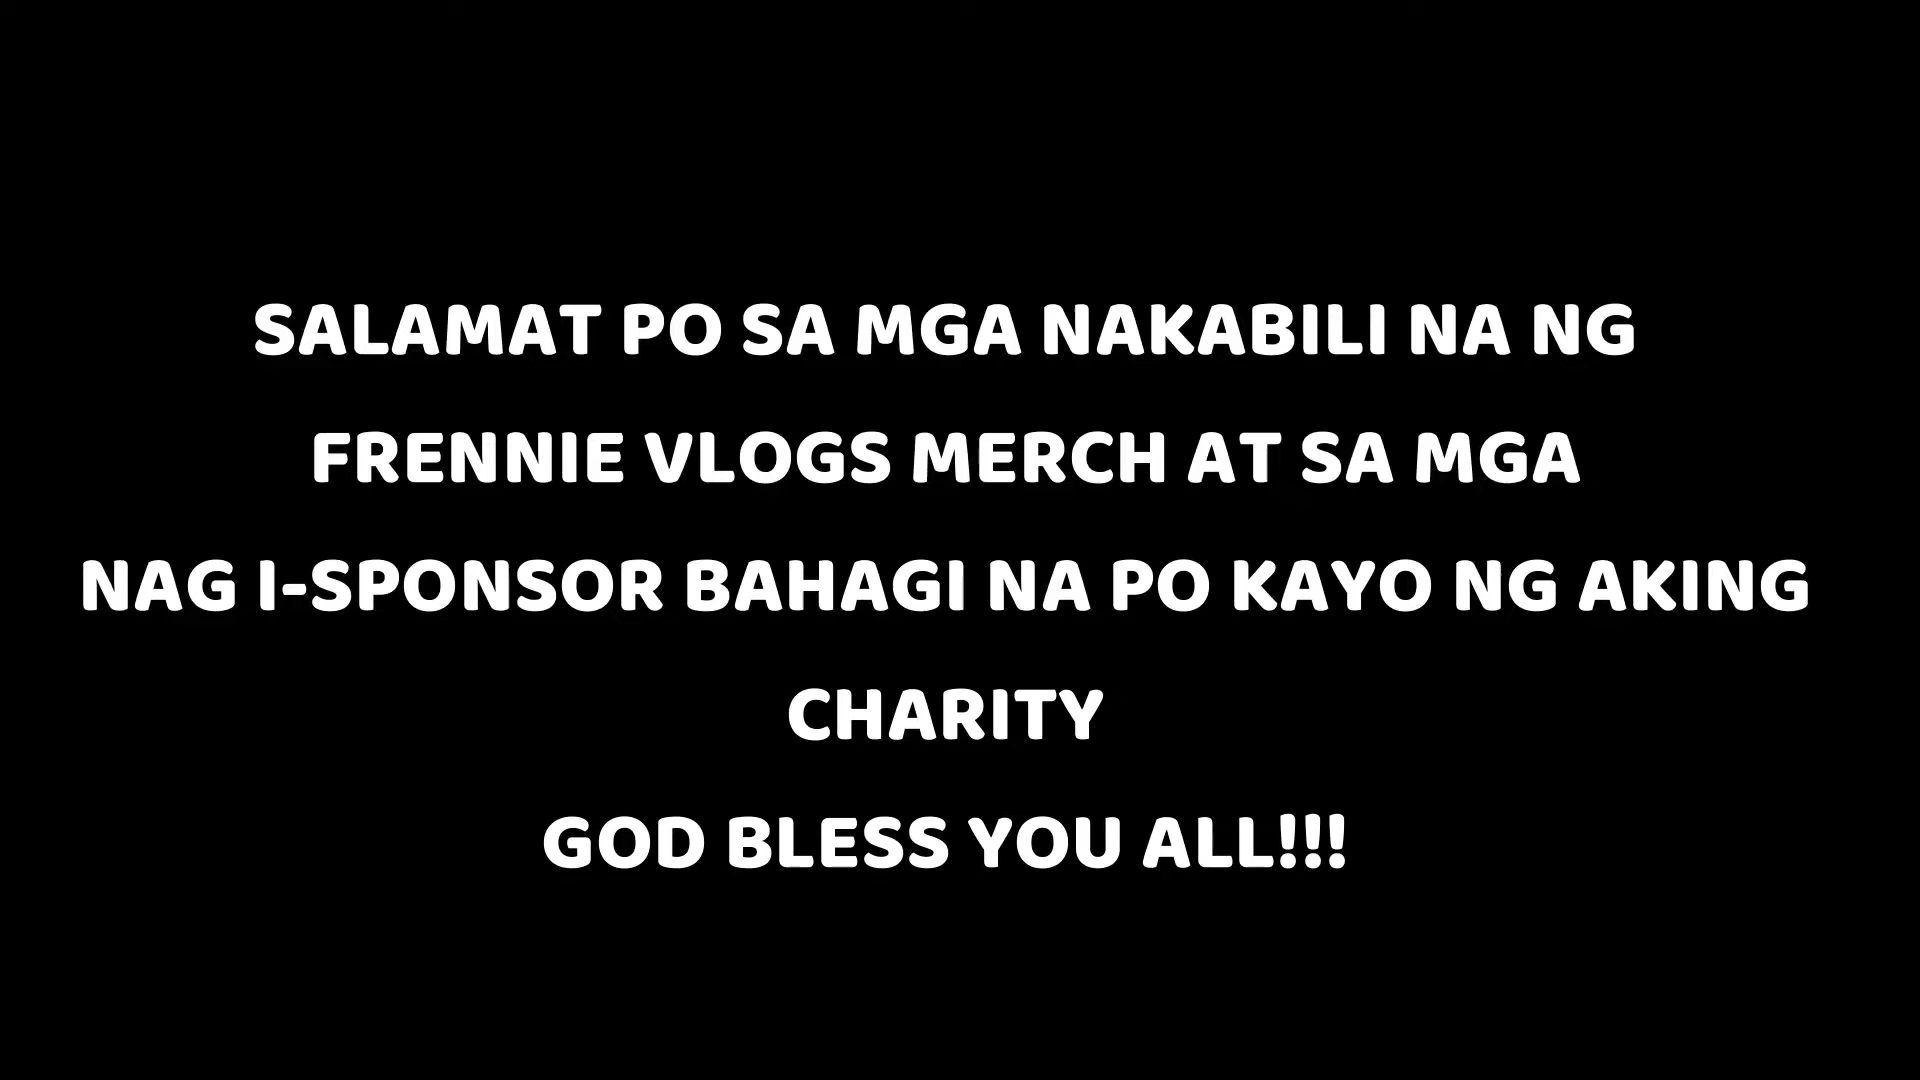 SALAMAT PO SA MGA NAKABILI NA NG
FRENNIE VLOGS MERCH AT SA MGA
NAG I-SPONSOR BAHAGI NA PO KAYO NG AKING
CHARITY
GOD BLESS YOU ALL!!!